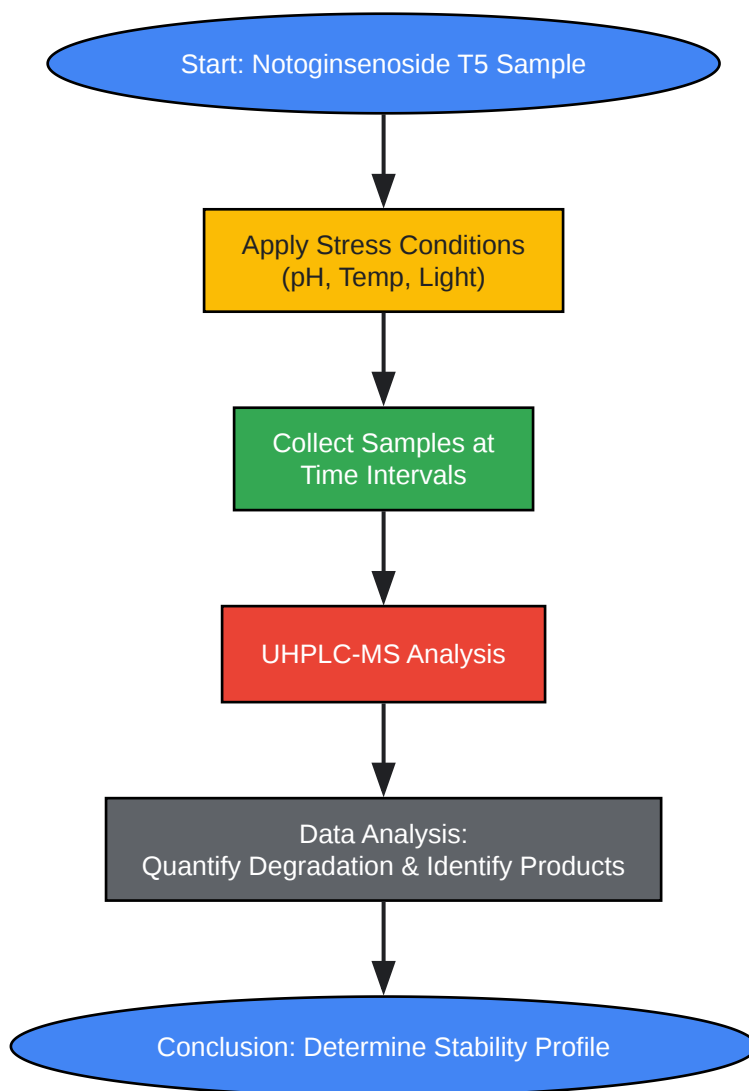 Start: Notoginsenoside T5 Sample
Apply Stress Conditions
(pH, Temp, Light)
Collect Samples at
Time Intervals
UHPLC-MS Analysis
Data Analysis:
Quantify Degradation & Identify Products
Conclusion: Determine Stability Profile